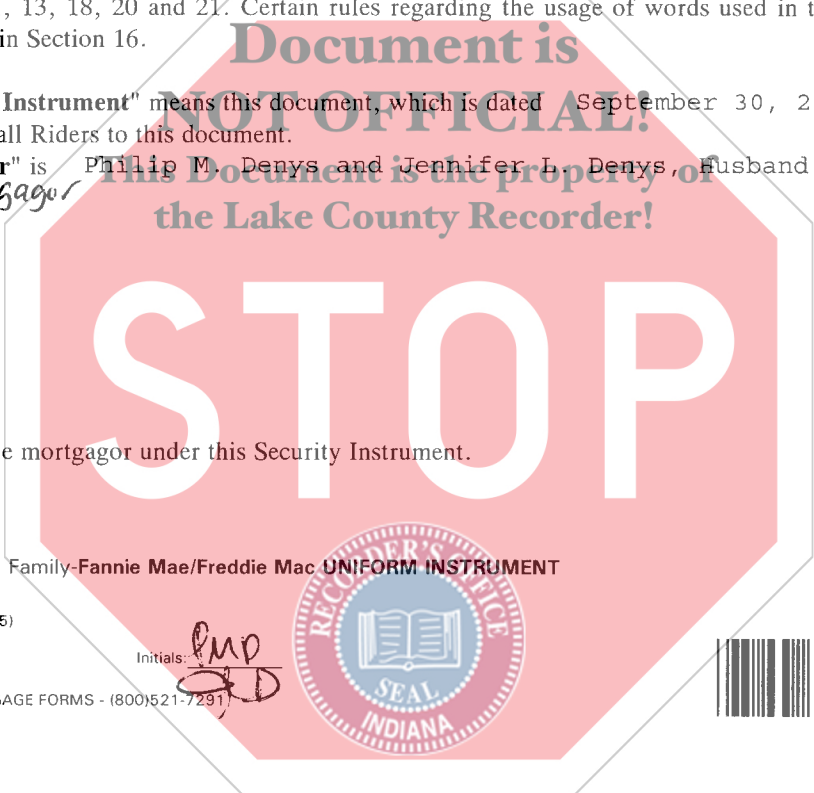 , 13, 18, 20 and 21. Certain rules regarding the usage of words used in t
in Section 16.
Document is
Instrument" means this document, which is dated September 30, 2
NOT OFFICIAL!
all Riders to this document.
r" is Philip M. Denys and Jennifer L. Denys, Husband
This Document is the property of
gagor
the Lake County Recorder!
STOP
e mortgagor under this Security Instrument.
Family-Fannie Mae/Freddie Mac UNIFORM INSTRUMENT
RECORDER'S OFFICE
5)
Initials: PMD
JLD
SEAL
AGE FORMS - (800)521-7291
INDIANA